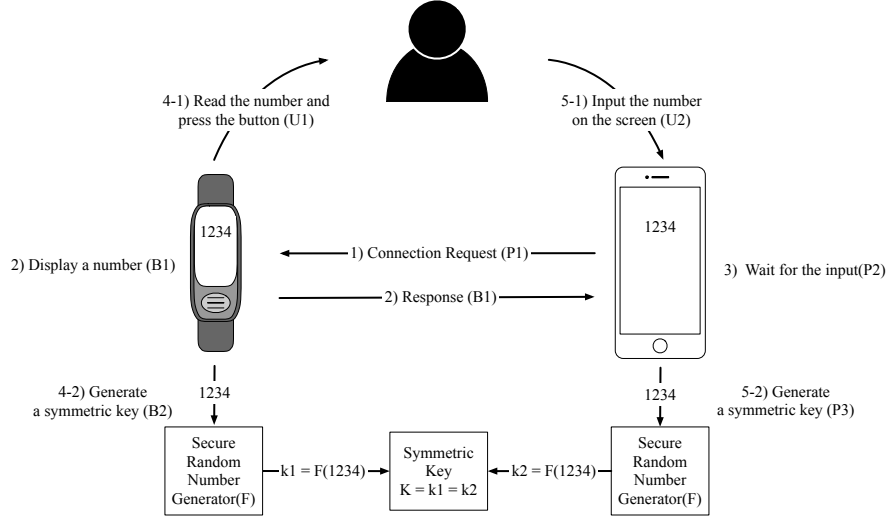 4-1) Read the number and
press the button (U1)
5-1) Input the number
on the screen (U2)
1234
1234
1) Connection Request (P1)
2) Display a number (B1)
3)  Wait for the input(P2)
2) Response (B1)
4-2) Generate
a symmetric key (B2)
1234
1234
5-2) Generate
a symmetric key (P3)
Secure
Random
Number
Generator(F)
k1 = F(1234)
Symmetric
Key
K = k1 = k2
k2 = F(1234)
Secure
Random
Number
Generator(F)